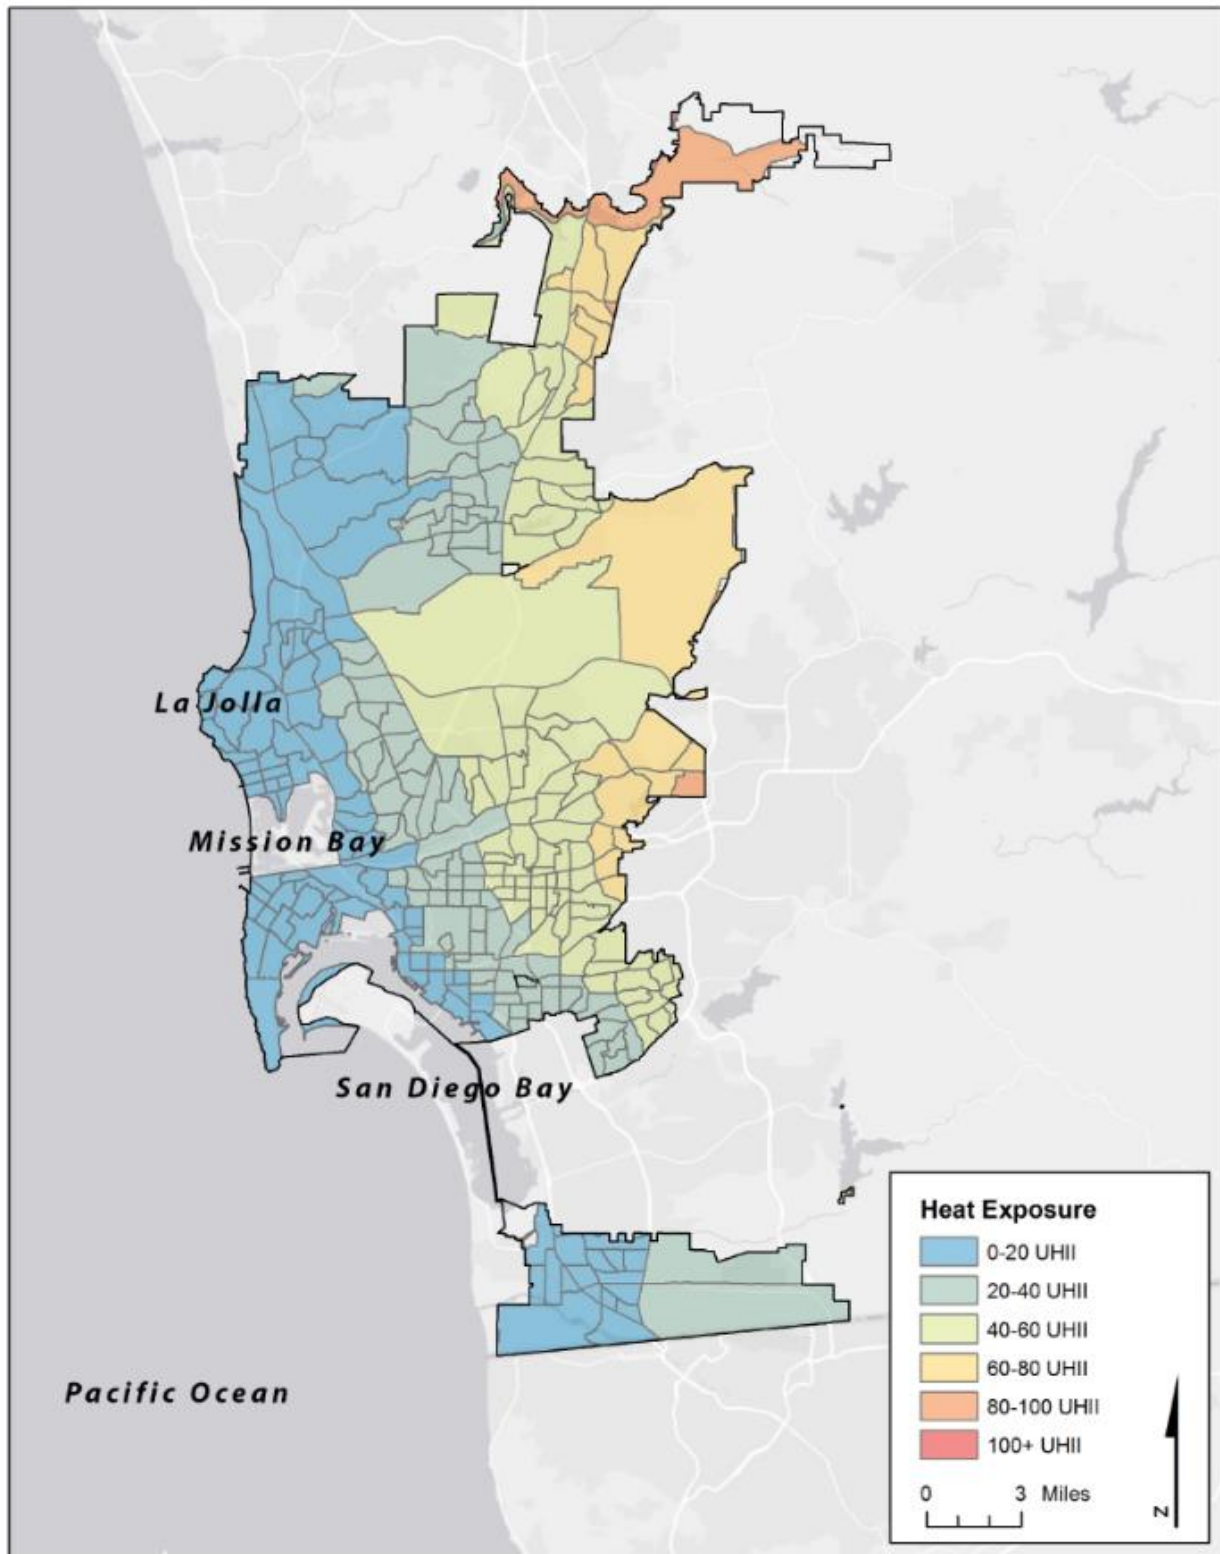 La Jolla
Mission Bay
San Diego Bay
Pacific Ocean
Heat Exposure
0-20 UHII
20-40 UHII
40-60 UHII
60-80 UHII
80-100 UHII
100+ UHII
0 3 Miles
N